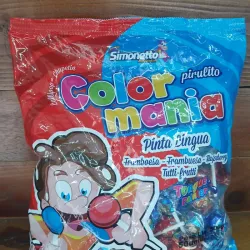 Simonetto
pirulito
Color
mania
Pinta Língua
Framboesa - Frambuesa - Raspberry
Tutti-frutti